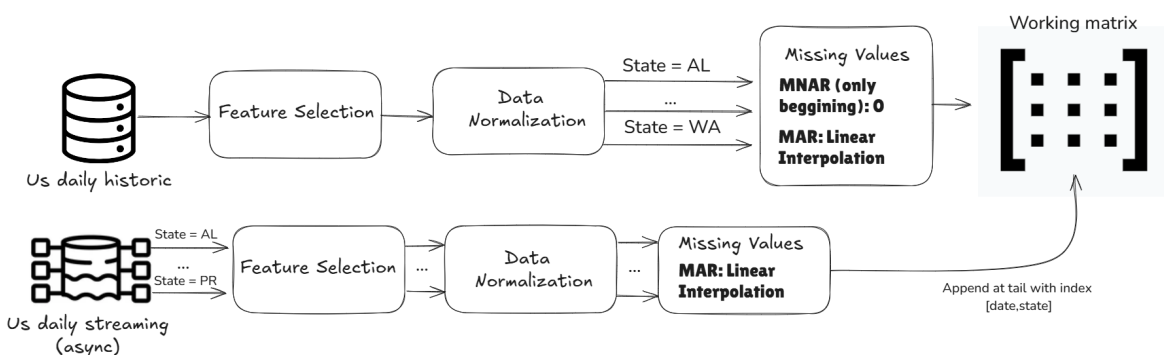 Working matrix
State = AL
...
State = WA
Missing Values
MNAR (only
beggining): 0
MAR: Linear
Interpolation
Feature Selection
Data
Normalization
Us daily historic
State = AL
...
State = PR
Feature Selection
...
Data
Normalization
...
Missing Values
MAR: Linear
Interpolation
Append at tail with index
[date,state]
Us daily streaming
(async)